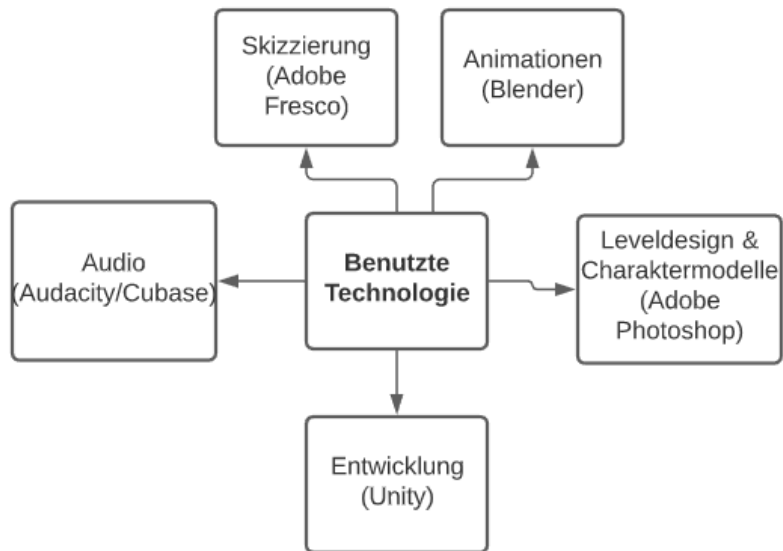 Skizzierung
(Adobe
Fresco)
Animationen
(Blender)
Audio
(Audacity/Cubase)
Benutzte
Technologie
Leveldesign &
Charaktermodelle
(Adobe
Photoshop)
Entwicklung
(Unity)